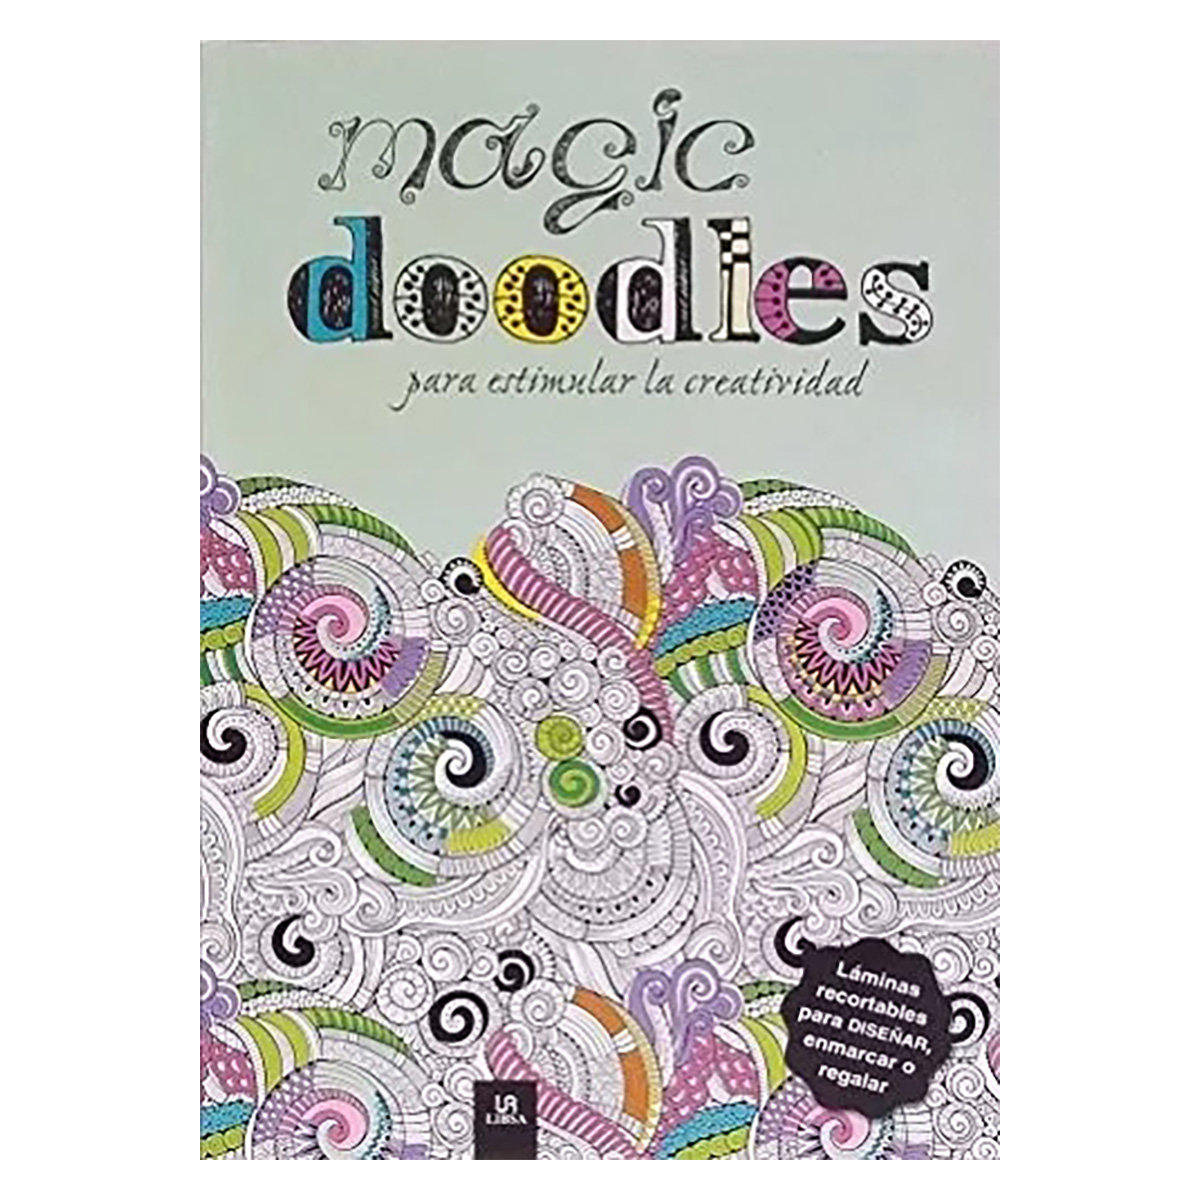 magic
doodles
para estimular la creatividad
Láminas
recortables
para DISEÑAR,
enmarcar o
regalar
LIBSA